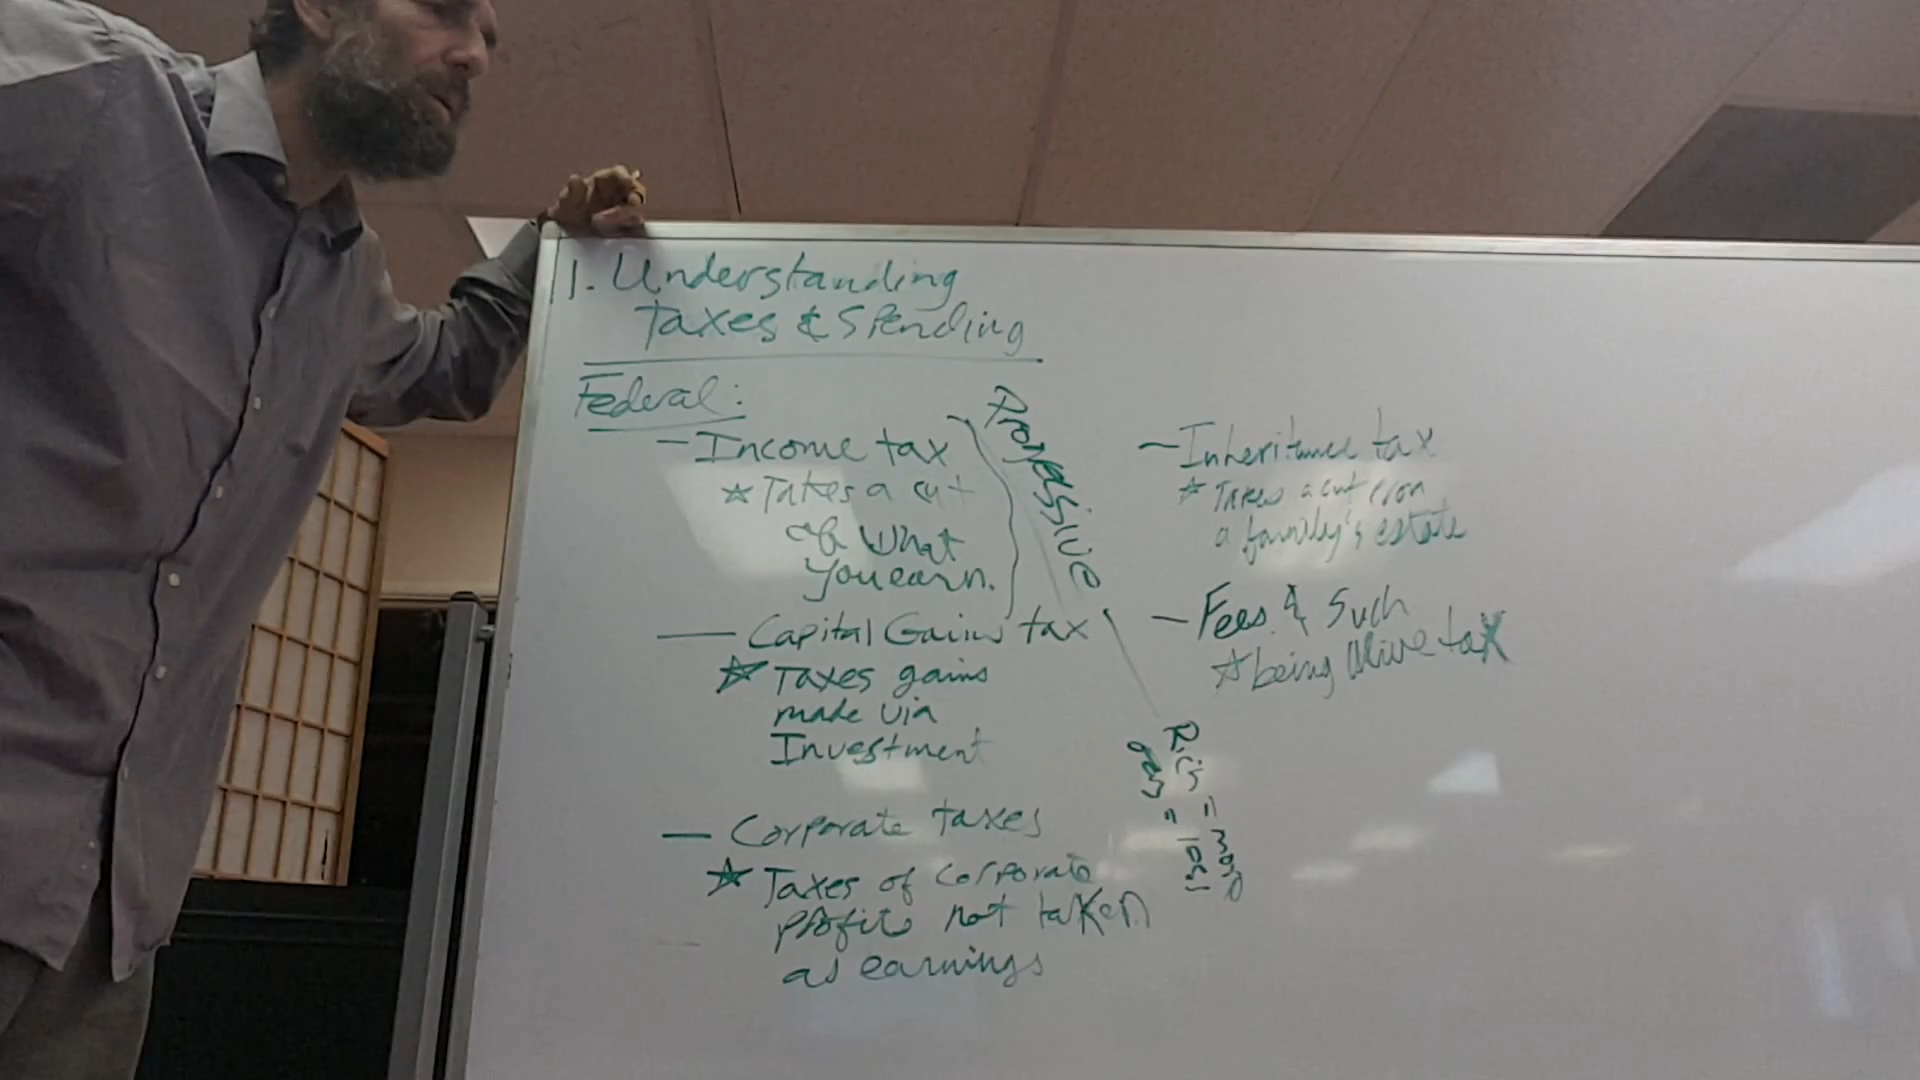 1. Understanding
Taxes & Spending
Federal:
- Income tax
☆ Takes a cut
of what
you earn.
Progressive
— Capital Gains tax
☆ Taxes gains
made via
Investment
— Corporate taxes
☆ Taxes of corporate
profits not taken
as earnings
- Inheritance tax
☆ Takes a cut from
a family's estate
- Fees & Such
☆ being Alive tax